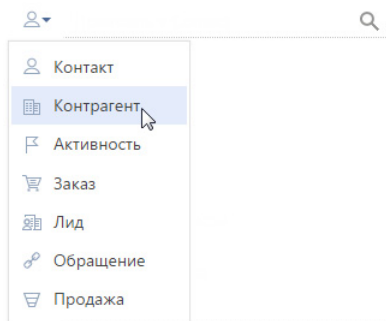 Контакт
Контрагент
Активность
Заказ
Лид
Обращение
Продажа